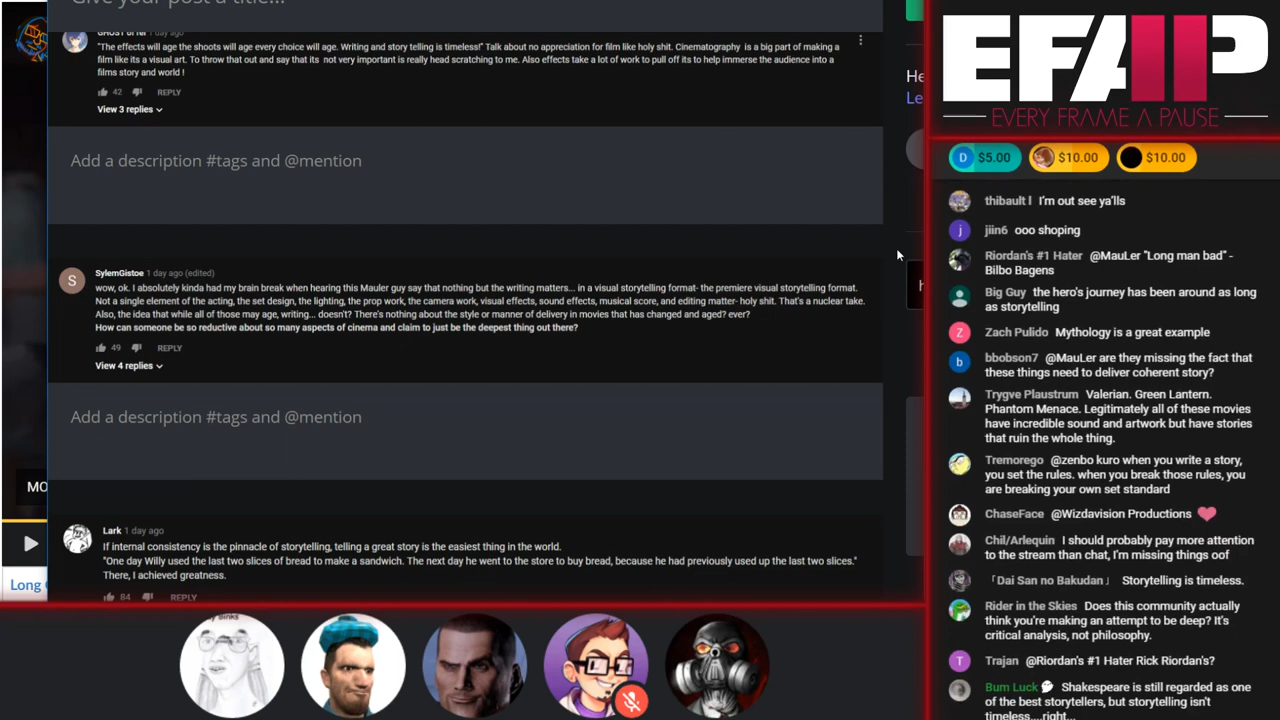 Give your post a title...
GHOST offer 1 day ago
"The effects will age the shoots will age every choice will age. Writing and story telling is timeless!" Talk about no appreciation for film like holy shit. Cinematography is a big part of making a
film like its a visual art. To throw that out and say that its not very important is really head scratching to me. Also effects take a lot of work to pull off its to help immerse the audience into a
films story and world !
42 REPLY
View 3 replies
Add a description #tags and @mention
S
SylemGistoe 1 day ago (edited)
wow, ok. I absolutely kinda had my brain break when hearing this Mauler guy say that nothing but the writing matters... in a visual storytelling format- the premiere visual storytelling format.
Not a single element of the acting, the set design, the lighting, the prop work, the camera work, visual effects, sound effects, musical score, and editing matter- holy shit. That's a nuclear take.
Also, the idea that while all of those may age, writing... doesn't? There's nothing about the style or manner of delivery in movies that has changed and aged? ever?
How can someone be so reductive about so many aspects of cinema and claim to just be the deepest thing out there?
49 REPLY
View 4 replies
Add a description #tags and @mention
Lark 1 day ago
If internal consistency is the pinnacle of storytelling, telling a great story is the easiest thing in the world.
"One day Willy used the last two slices of bread to make a sandwich. The next day he went to the store to buy bread, because he had previously used up the last two slices."
There, I achieved greatness.
84 REPLY
MO
Long
He
Le
h
EFAP
EVERY FRAME A PAUSE
D $5.00 $10.00 $10.00
thibault l I'm out see ya'lls
j
jiin6 ooo shoping
Riordan's #1 Hater @MauLer "Long man bad" -
Bilbo Bagens
Big Guy the hero's journey has been around as long
as storytelling
Z
Zach Pulido Mythology is a great example
b
bbobson7 @MauLer are they missing the fact that
these things need to deliver coherent story?
Trygve Plaustrum Valerian. Green Lantern.
Phantom Menace. Legitimately all of these movies
have incredible sound and artwork but have stories
that ruin the whole thing.
Tremorego @zenbo kuro when you write a story,
you set the rules. when you break those rules, you
are breaking your own set standard
ChaseFace @Wizdavision Productions
Chil/Arlequin I should probably pay more attention
to the stream than chat, I'm missing things oof
「Dai San no Bakudan」 Storytelling is timeless.
Rider in the Skies Does this community actually
think you're making an attempt to be deep? It's
critical analysis, not philosophy.
T
Trajan @Riordan's #1 Hater Rick Riordan's?
Bum Luck Shakespeare is still regarded as one
of the best storytellers, but storytelling isn't
timeless....right...